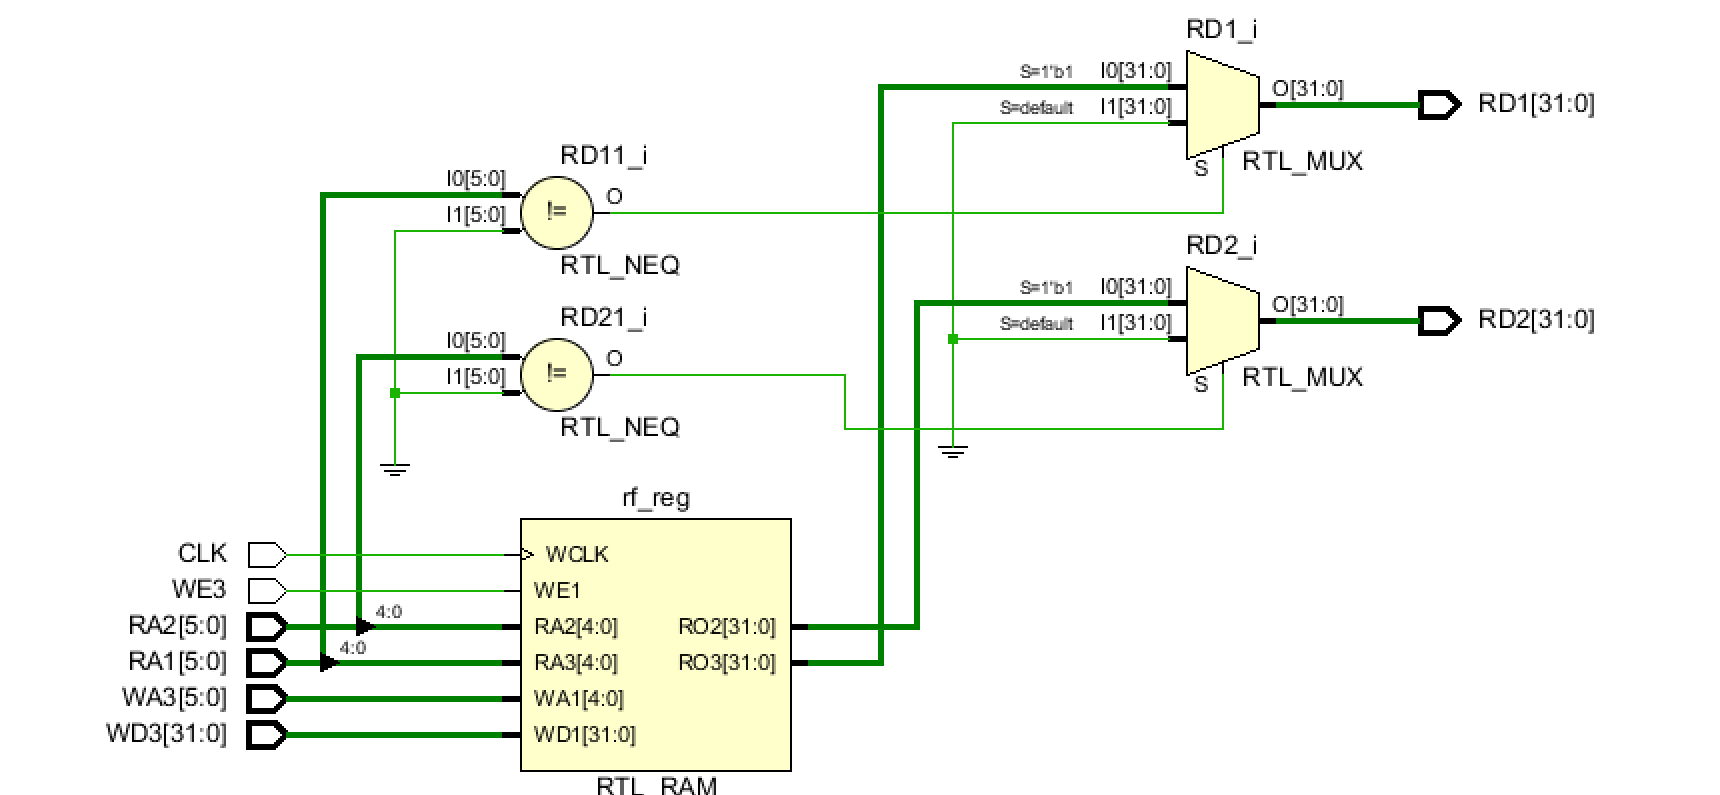 RD1_i
S=1'b1 I0[31:0]
O[31:0]
RD1[31:0]
S=default I1[31:0]
S
RTL_MUX
RD11_i
I0[5:0]
O
!=
I1[5:0]
RTL_NEQ
RD2_i
S=1'b1 I0[31:0]
O[31:0]
RD2[31:0]
S=default I1[31:0]
S
RTL_MUX
RD21_i
I0[5:0]
O
!=
I1[5:0]
RTL_NEQ
rf_reg
CLK
WCLK
WE3
WE1
RA2[5:0]
4:0
RA2[4:0]
RO2[31:0]
RA1[5:0]
4:0
RA3[4:0]
RO3[31:0]
WA3[5:0]
WA1[4:0]
WD3[31:0]
WD1[31:0]
RTL_RAM